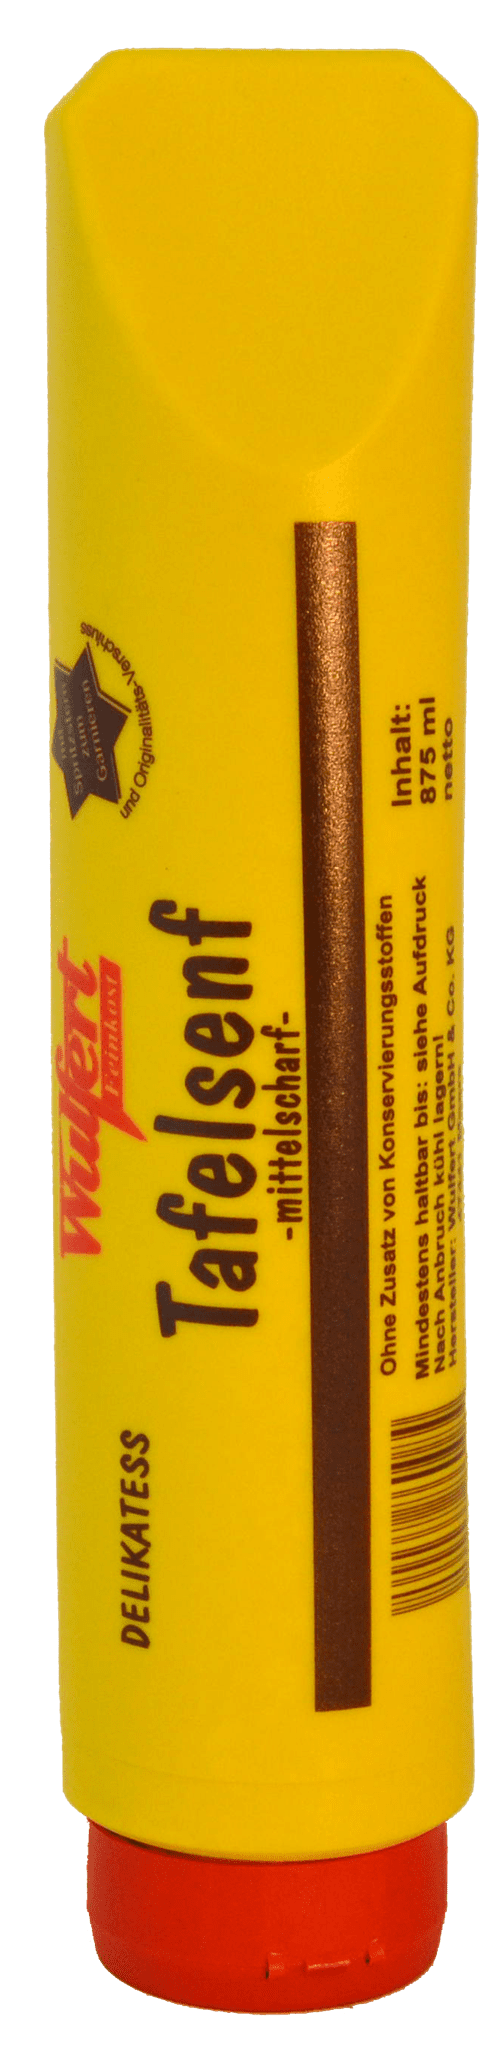 Spritzstern
zum
Garnieren
und Originalitäts-Verschluss
Wulfert
Feinkost
DELIKATESS
Tafelsenf
-mittelscharf-
Inhalt:
875 ml
netto
Ohne Zusatz von Konservierungsstoffen
Mindestens haltbar bis: siehe Aufdruck
Nach Anbruch kühl lagern!
Hersteller: Wulfert GmbH & Co. KG